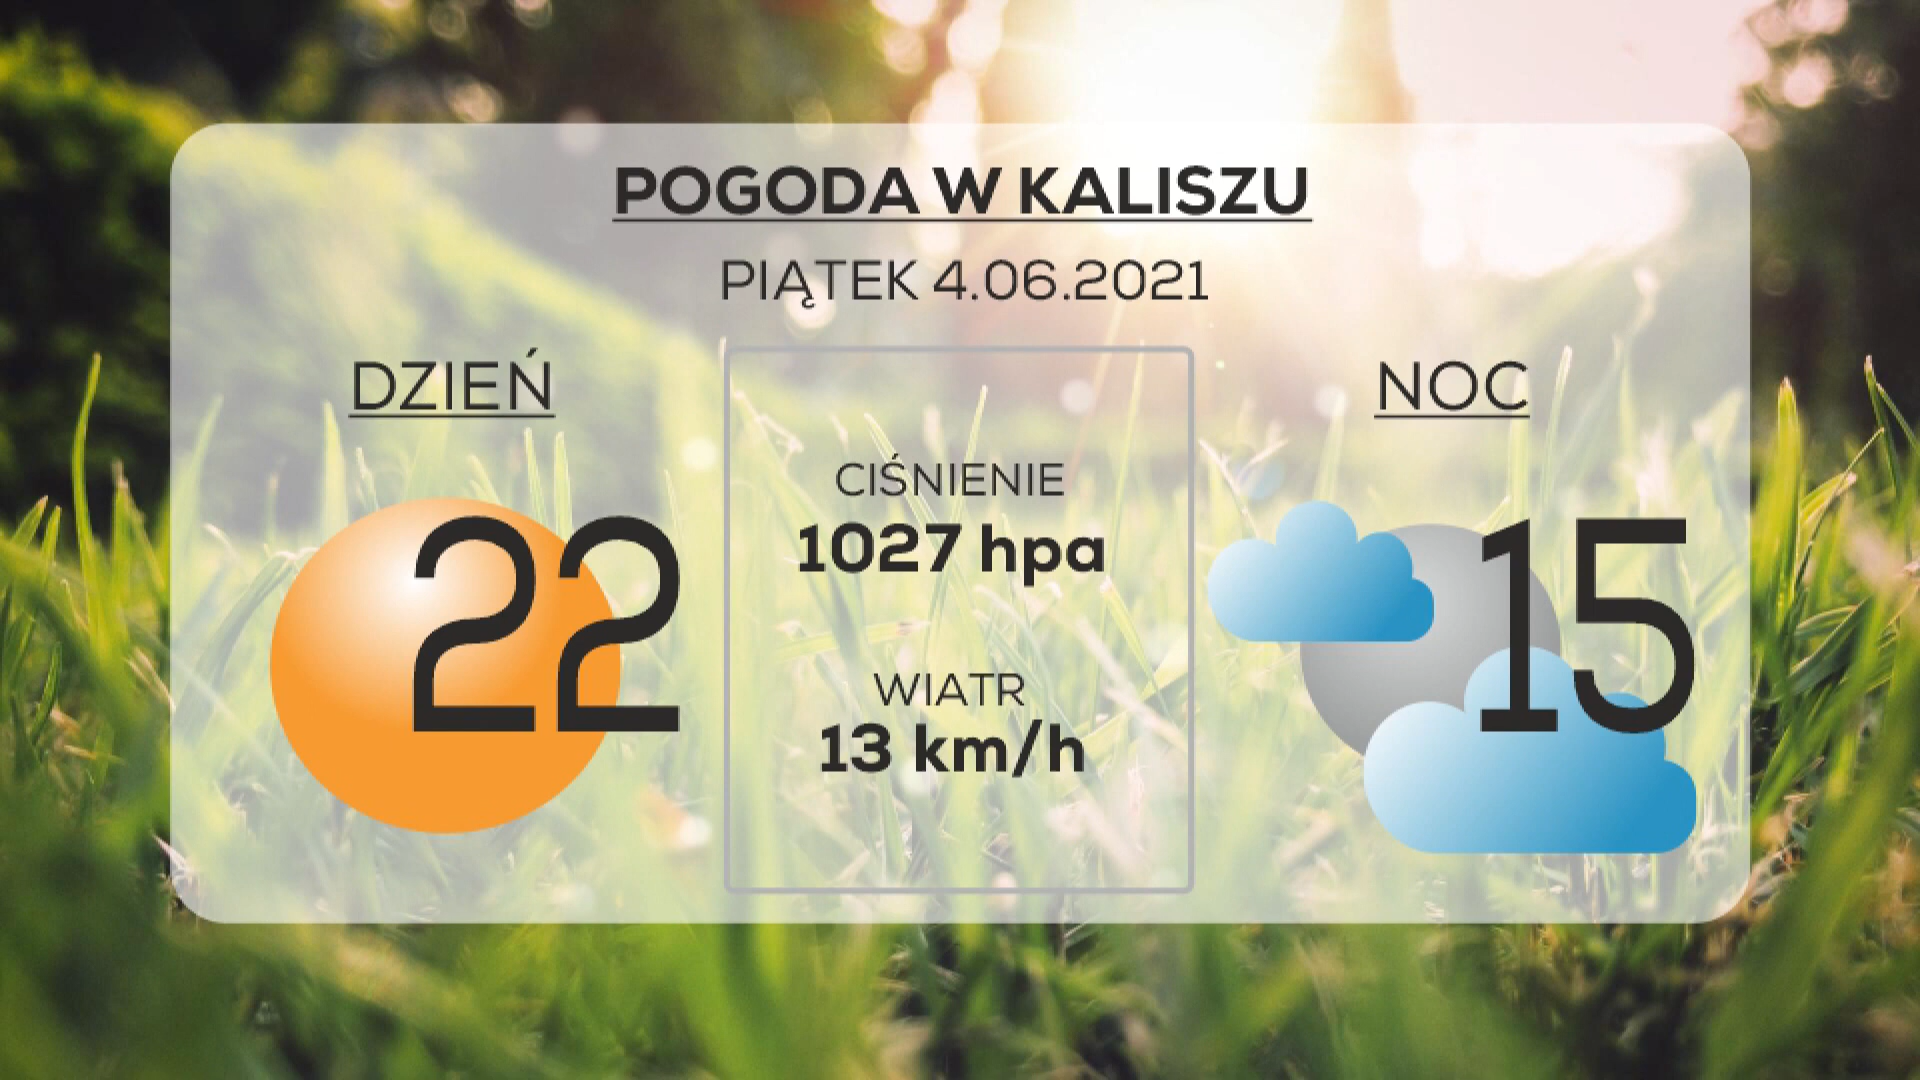 POGODA W KALISZU
PIĄTEK 4.06.2021
DZIEŃ
22
CIŚNIENIE
1027 hpa
WIATR
13 km/h
NOC
15